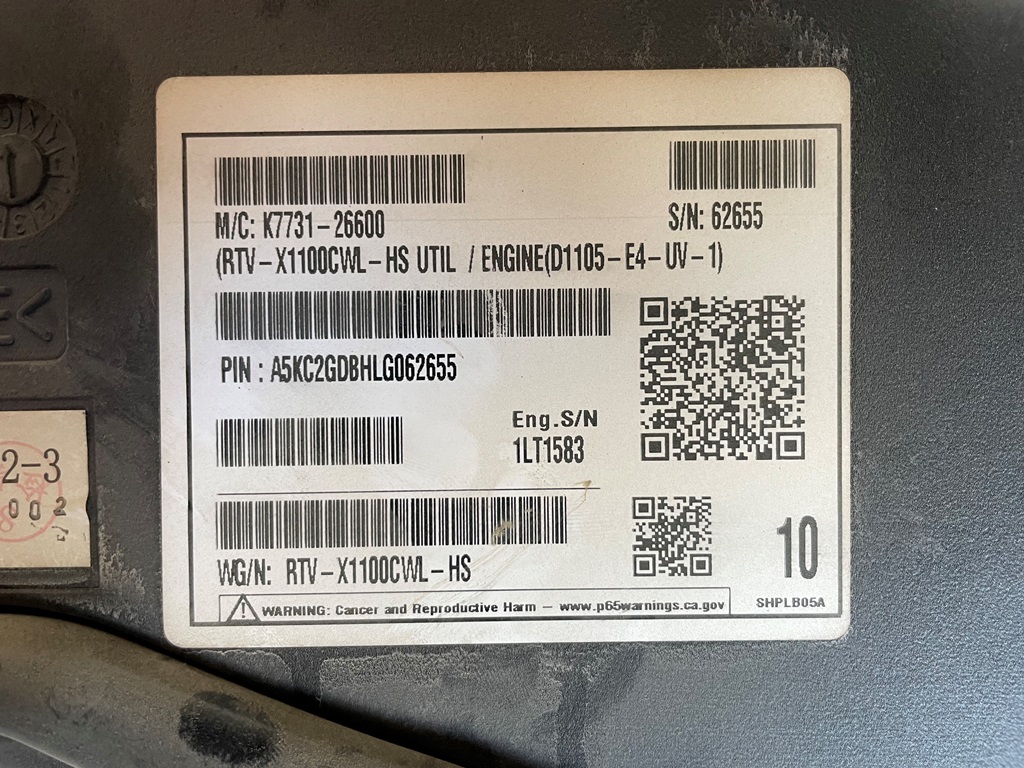 M/C: K7731-26600
S/N: 62655
(RTV-X1100CWL-HS UTIL / ENGINE(D1105-E4-UV-1)
PIN : A5KC2GDBHLG062655
Eng.S/N
1LT1583
WG/N: RTV-X1100CWL-HS
10
WARNING: Cancer and Reproductive Harm – www.p65warnings.ca.gov
SHPLB05A
2-3
002